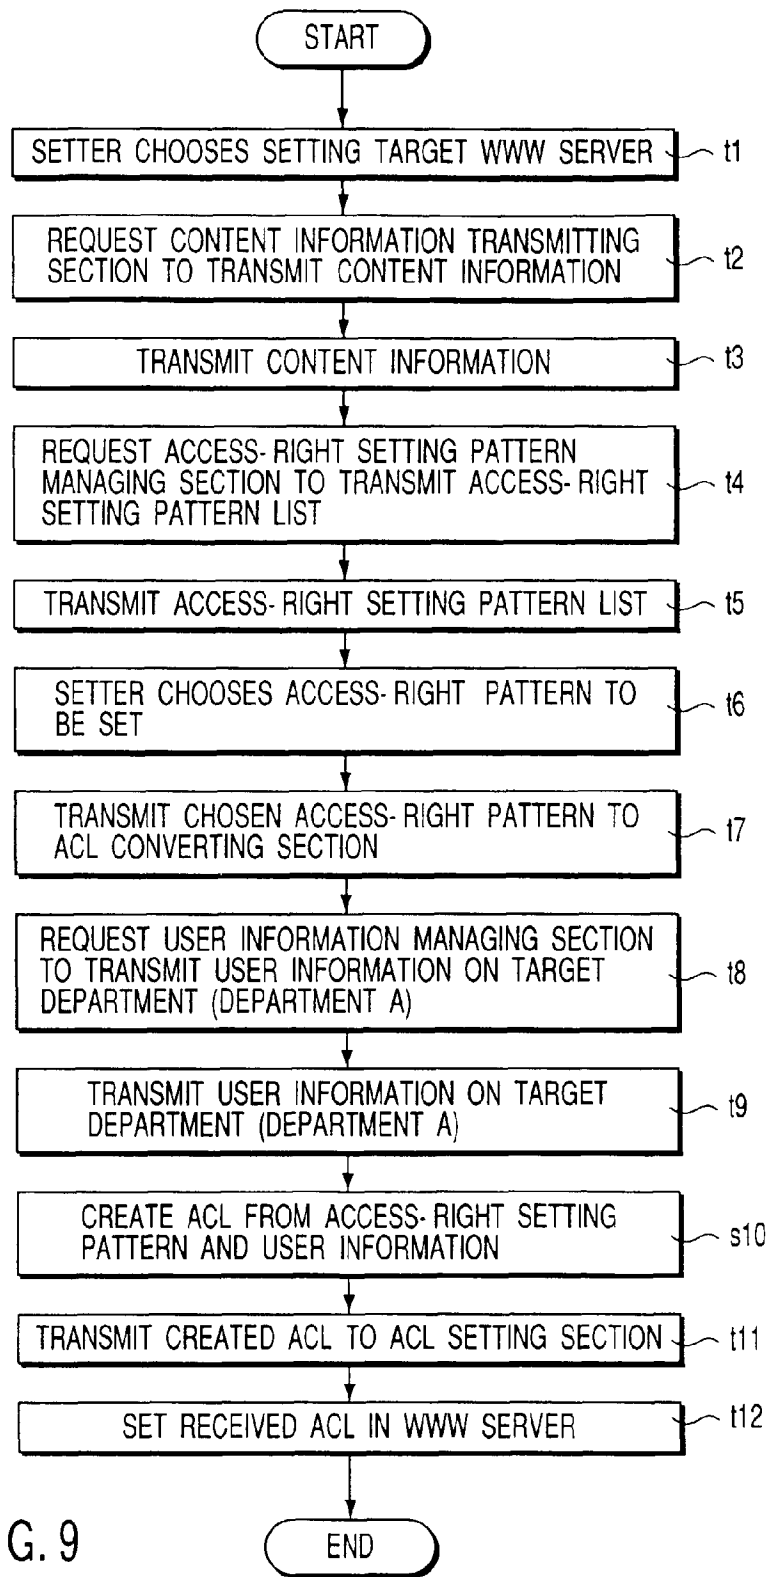 START
SETTER CHOOSES SETTING TARGET WWW SERVER t1
REQUEST CONTENT INFORMATION TRANSMITTING
SECTION TO TRANSMIT CONTENT INFORMATION t2
TRANSMIT CONTENT INFORMATION t3
REQUEST ACCESS-RIGHT SETTING PATTERN
MANAGING SECTION TO TRANSMIT ACCESS-RIGHT t4
SETTING PATTERN LIST
TRANSMIT ACCESS-RIGHT SETTING PATTERN LIST t5
SETTER CHOOSES ACCESS-RIGHT PATTERN TO t6
BE SET
TRANSMIT CHOSEN ACCESS-RIGHT PATTERN TO t7
ACL CONVERTING SECTION
REQUEST USER INFORMATION MANAGING SECTION
TO TRANSMIT USER INFORMATION ON TARGET t8
DEPARTMENT (DEPARTMENT A)
TRANSMIT USER INFORMATION ON TARGET t9
DEPARTMENT (DEPARTMENT A)
CREATE ACL FROM ACCESS-RIGHT SETTING
PATTERN AND USER INFORMATION s10
TRANSMIT CREATED ACL TO ACL SETTING SECTION t11
SET RECEIVED ACL IN WWW SERVER t12
END
G. 9